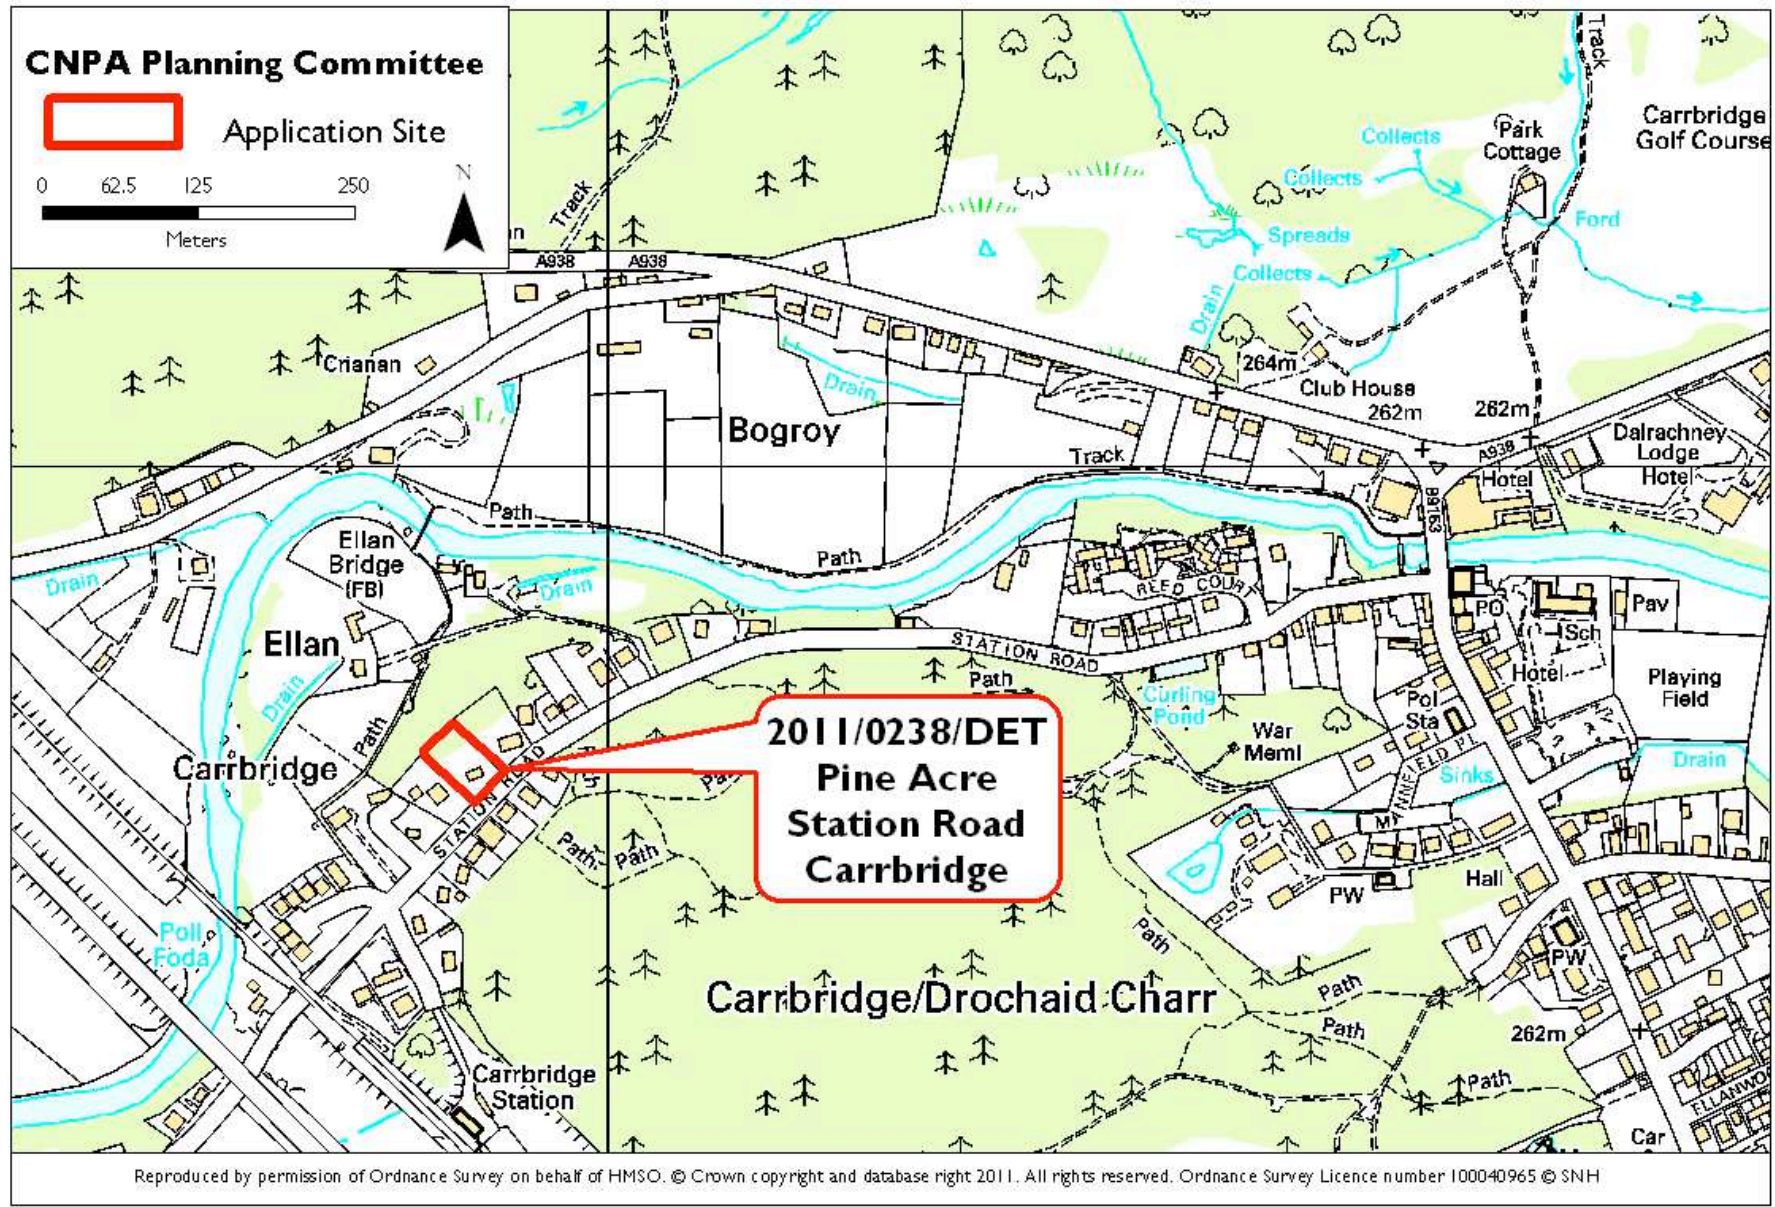 CNPA Planning Committee
Application Site
0 62.5 125 250
Meters
N
Track
A938
A938
Track
Carrbridge
Golf Course
Park
Cottage
Collects
Collects
Ford
Spreads
Collects
Drain
Crianan
Drain
264m
Club House
262m
262m
Bogroy
Dalrachney
Lodge
Hotel
A938
Hotel
Track
B9163
Path
Path
Ellan
Bridge
(FB)
Drain
Drain
REED COURT
PO
Pav
Sch
Ellan
STATION ROAD
Path
Hotel
Playing
Field
Drain
Curling
Pond
Pol
Sta
War
Meml
Path
Carrbridge
2011/0238/DET
Pine Acre
Station Road
Carrbridge
Path
Path
STATION ROAD
Sinks
Drain
Path
Path
PW
Hall
Poll
Foda
Path
PW
Carrbridge/Drochaid Charr
Path
Path
262m
Carrbridge
Station
Path
Car
Reproduced by permission of Ordnance Survey on behalf of HMSO. © Crown copyright and database right 2011. All rights reserved. Ordnance Survey Licence number 100040965 © SNH